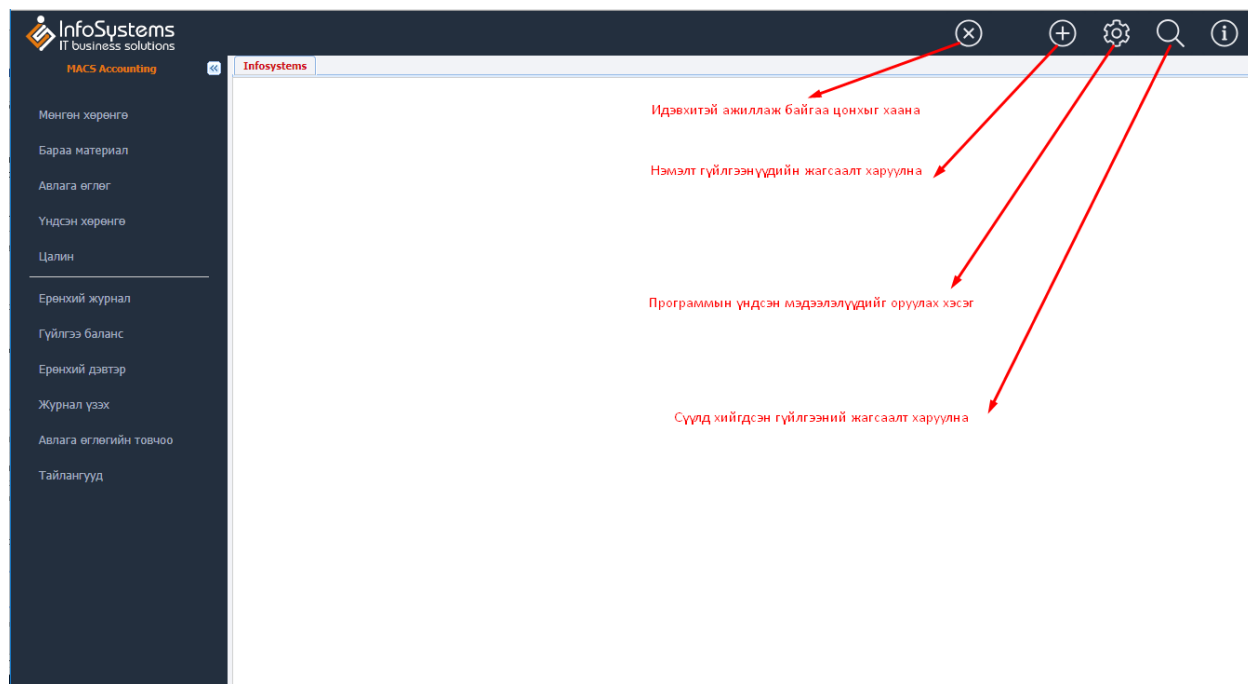 InfoSystems
IT business solutions
MACS Accounting
Infosystems
Мөнгөн хөрөнгө
Бараа материал
Авлага өглөг
Үндсэн хөрөнгө
Цалин
Ерөнхий журнал
Гүйлгээ баланс
Ерөнхий дэвтэр
Журнал үзэх
Авлага өглөгийн товчоо
Тайлангууд
Идэвхитэй ажиллаж байгаа цонхыг хаана
Нэмэлт гүйлгээнүүдийн жагсаалт харуулна
Программын үндсэн мэдээлэлүүдийг оруулах хэсэг
Сүүлд хийгдсэн гүйлгээний жагсаалт харуулна